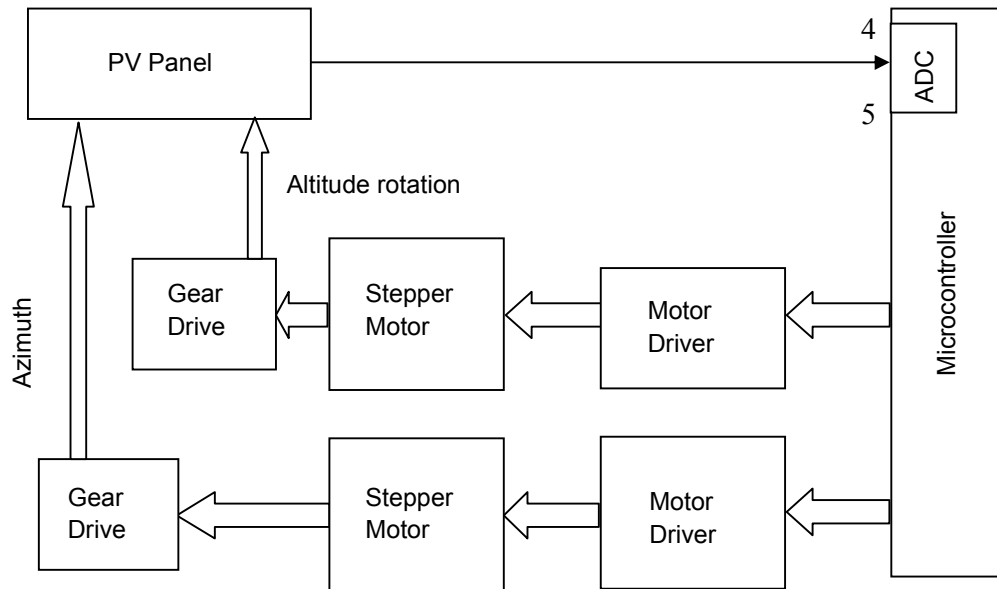 PV Panel
4
ADC
5
Altitude rotation
Azimuth
Gear
Drive
Stepper
Motor
Motor
Driver
Microcontroller
Gear
Drive
Stepper
Motor
Motor
Driver